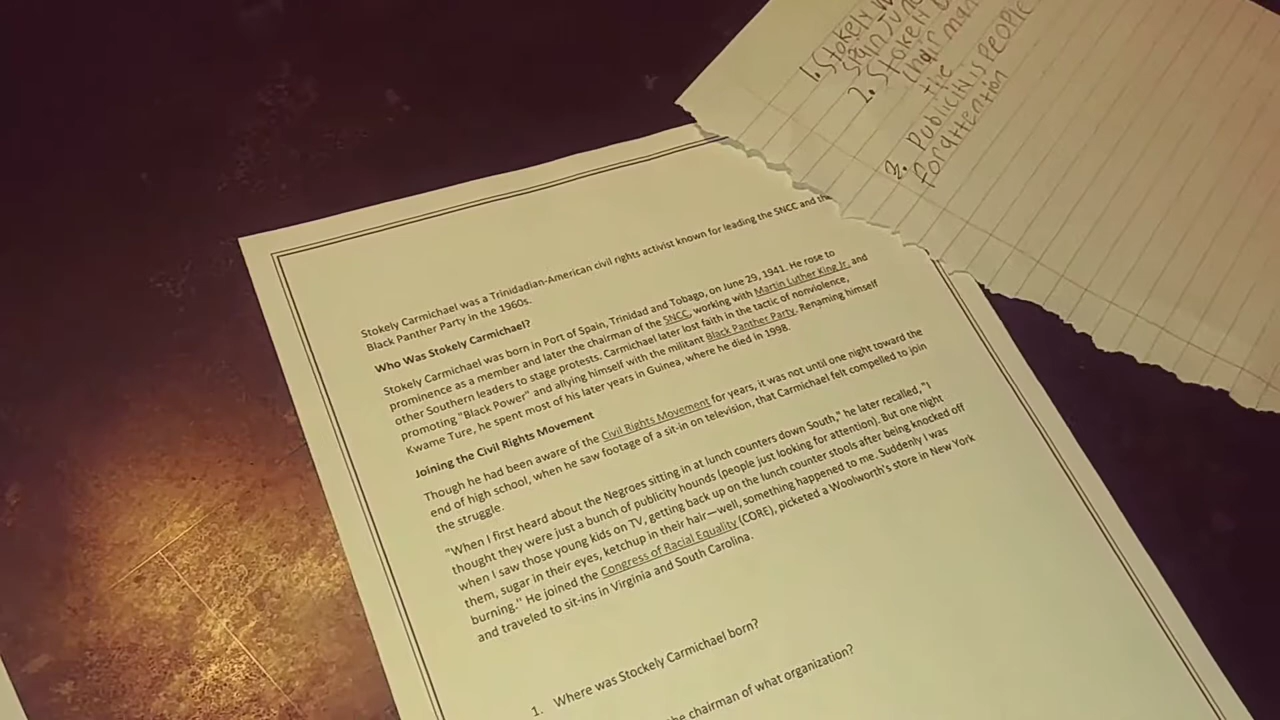 Stokely Carmichael was a Trinidadian-American civil rights activist known for leading the SNCC and the
Black Panther Party in the 1960s.
Who Was Stokely Carmichael?
Stokely Carmichael was born in Port of Spain, Trinidad and Tobago, on June 29, 1941. He rose to
prominence as a member and later the chairman of the SNCC, working with Martin Luther King Jr. and
other Southern leaders to stage protests. Carmichael later lost faith in the tactic of nonviolence,
promoting "Black Power" and allying himself with the militant Black Panther Party. Renaming himself
Kwame Ture, he spent most of his later years in Guinea, where he died in 1998.
Joining the Civil Rights Movement
Though he had been aware of the Civil Rights Movement for years, it was not until one night toward the
end of high school, when he saw footage of a sit-in on television, that Carmichael felt compelled to join
the struggle.
"When I first heard about the Negroes sitting in at lunch counters down South," he later recalled, "I
thought they were just a bunch of publicity hounds (people just looking for attention). But one night
when I saw those young kids on TV, getting back up on the lunch counter stools after being knocked off
them, sugar in their eyes, ketchup in their hair—well, something happened to me. Suddenly I was
burning." He joined the Congress of Racial Equality (CORE), picketed a Woolworth's store in New York
and traveled to sit-ins in Virginia and South Carolina.
1. Where was Stockely Carmichael born?
the chairman of what organization?
1. Stokely
Spain Jun
2. Stokely
Chairman
the
3. Public in is PEOPLE
for attention